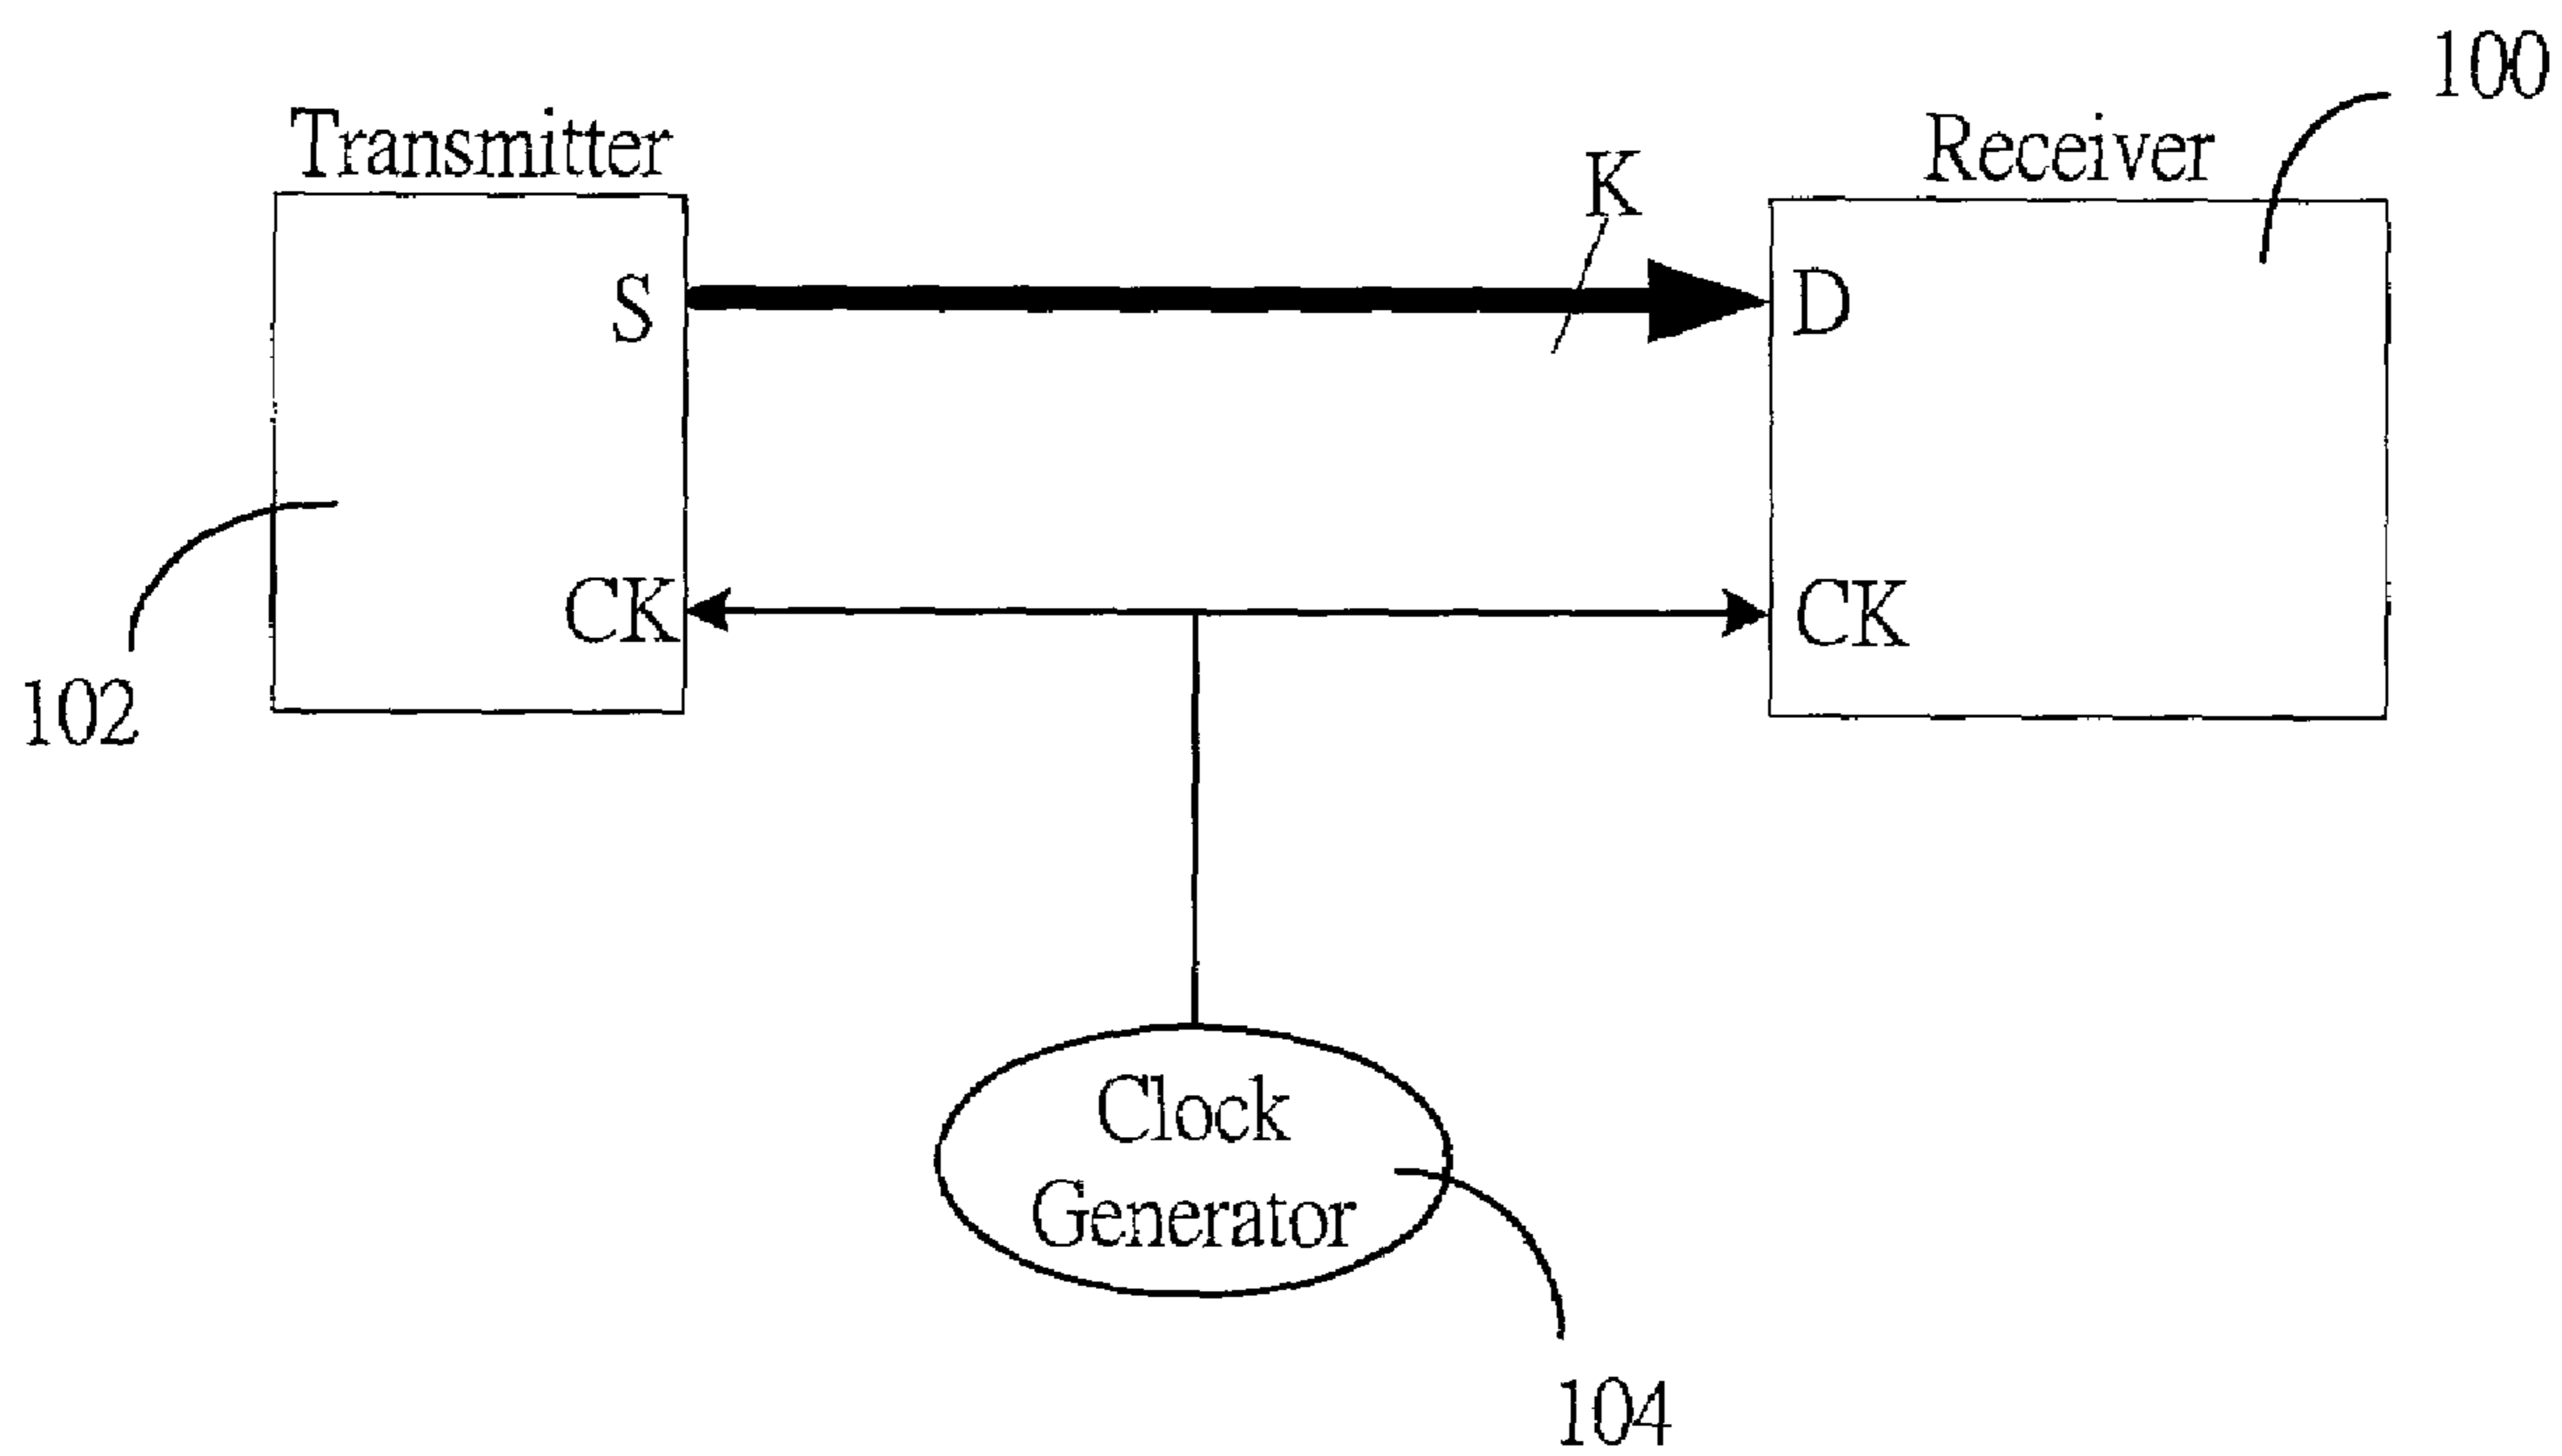 100
Transmitter
Receiver
K
S
D
CK
CK
102
Clock
Generator
104